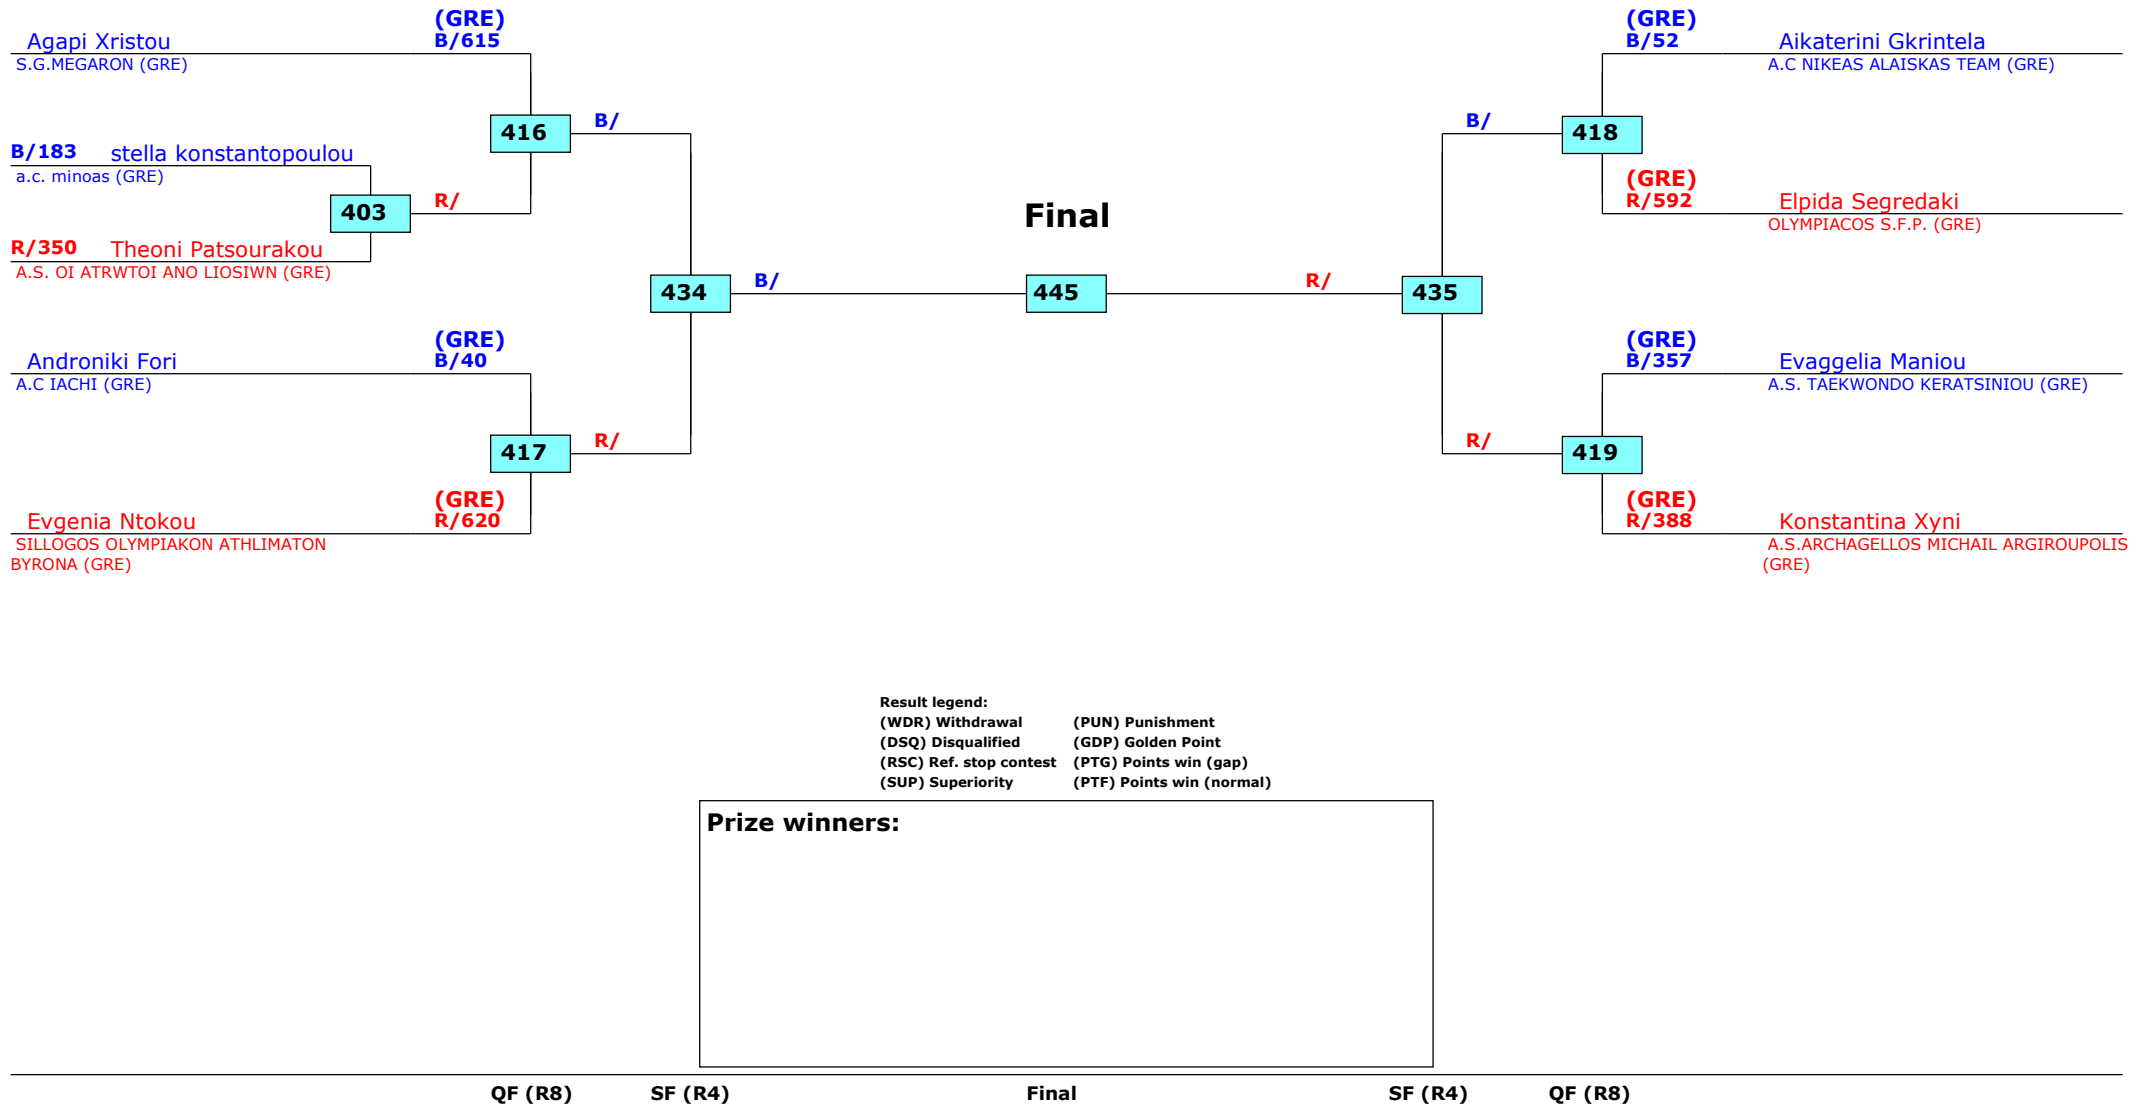 (GRE)
Agapi Xristou B/615
S.G.MEGARON (GRE)
416 B/
B/183 stella konstantopoulou
a.c. minoas (GRE)
403 R/
R/350 Theoni Patsourakou
A.S. OI ATRWTOI ANO LIOSIWN (GRE)
434 B/
(GRE)
Androniki Fori B/40
A.C IACHI (GRE)
417 R/
(GRE)
Evgenia Ntokou R/620
SILLOGOS OLYMPIAKON ATHLIMATON
BYRONA (GRE)
Final
445
(GRE)
B/52 Aikaterini Gkrintela
A.C NIKEAS ALAISKAS TEAM (GRE)
B/ 418
(GRE)
R/592 Elpida Segredaki
OLYMPIACOS S.F.P. (GRE)
R/ 435
(GRE)
B/357 Evaggelia Maniou
A.S. TAEKWONDO KERATSINIOU (GRE)
R/ 419
(GRE)
R/388 Konstantina Xyni
A.S.ARCHAGELLOS MICHAIL ARGIROUPOLIS
(GRE)
Result legend:
(WDR) Withdrawal (PUN) Punishment
(DSQ) Disqualified (GDP) Golden Point
(RSC) Ref. stop contest (PTG) Points win (gap)
(SUP) Superiority (PTF) Points win (normal)
Prize winners:
QF (R8) SF (R4) Final SF (R4) QF (R8)